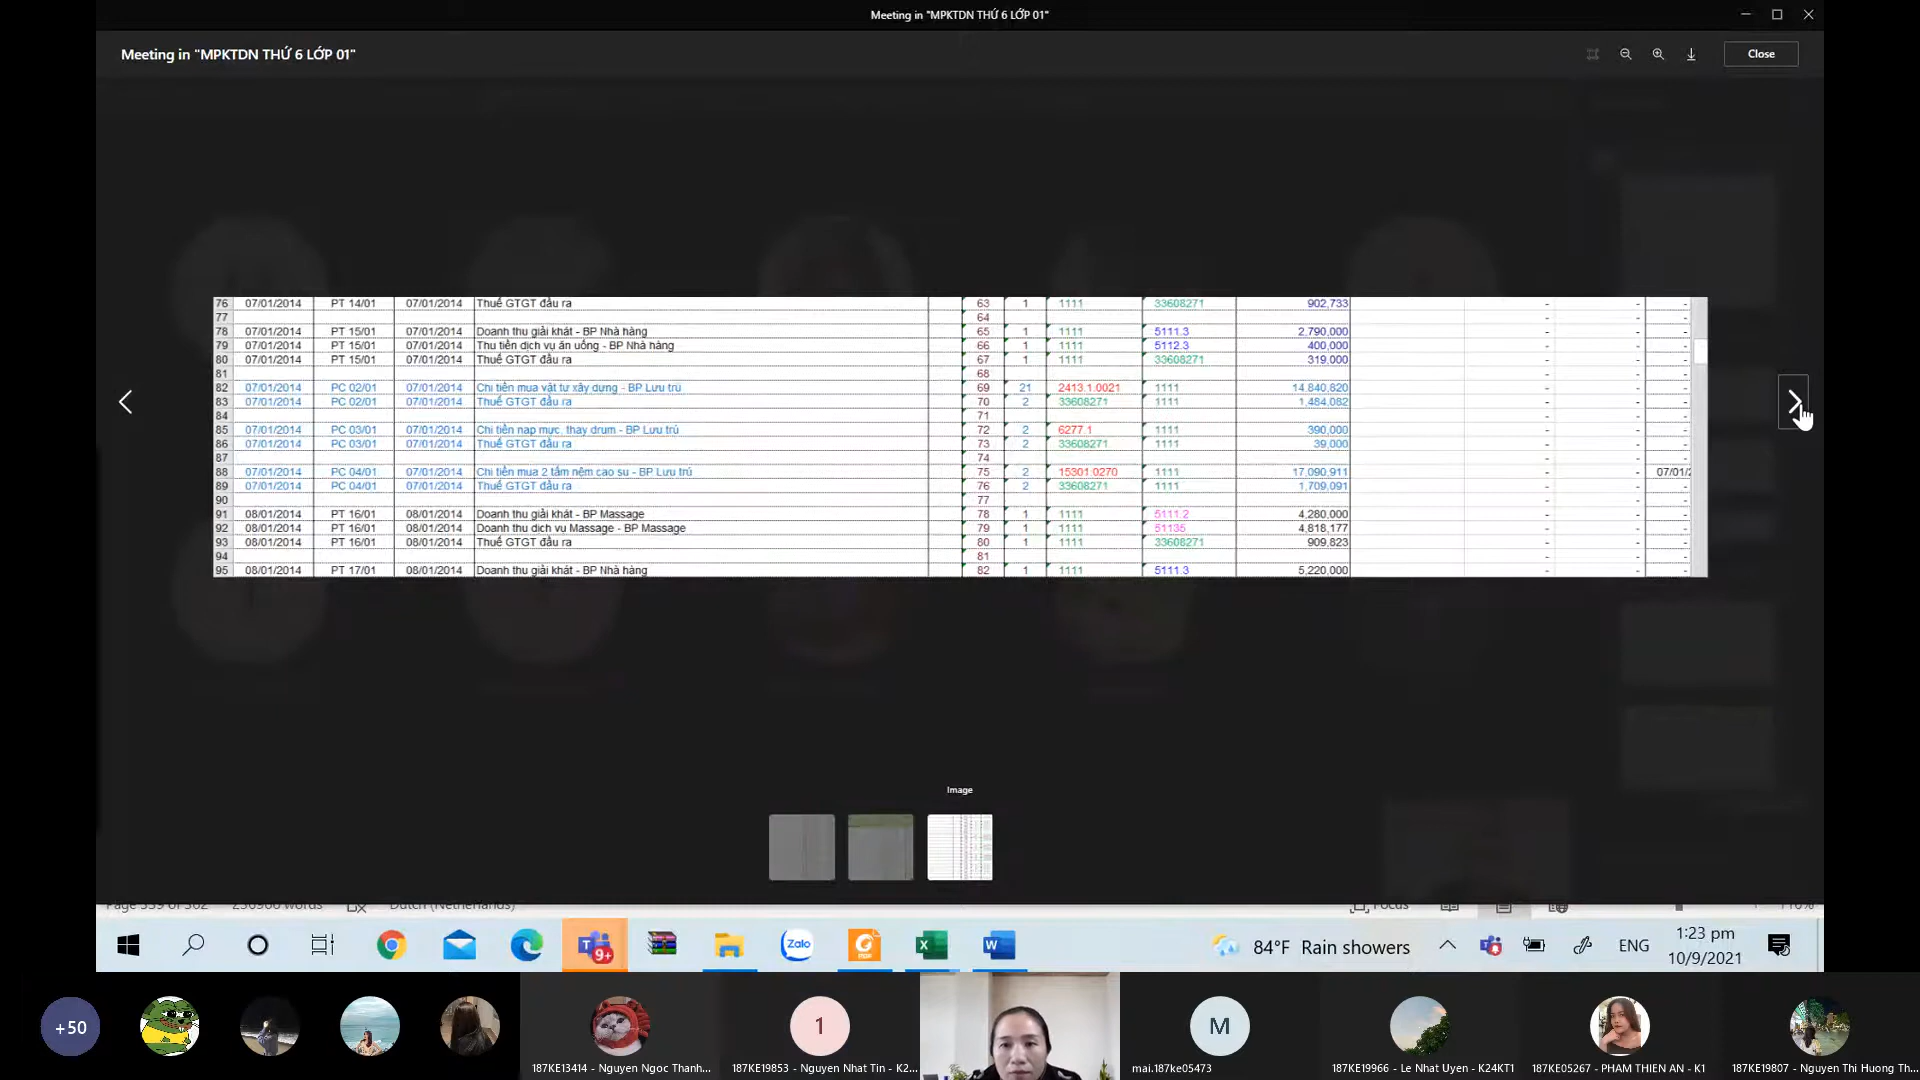 Meeting in "MPKTDN THỨ 6 LỚP 01"
Meeting in "MPKTDN THỨ 6 LỚP 01"
Close
76 07/01/2014 PT 14/01 07/01/2014 Thuế GTGT đầu ra 63 1 1111 33608271 902,733 - - -
77 64 - - -
78 07/01/2014 PT 15/01 07/01/2014 Doanh thu giải khát - BP Nhà hàng 65 1 1111 5111.3 2,790,000 - - -
79 07/01/2014 PT 15/01 07/01/2014 Thu tiền dịch vụ ăn uống - BP Nhà hàng 66 1 1111 5112.3 400,000 - - -
80 07/01/2014 PT 15/01 07/01/2014 Thuế GTGT đầu ra 67 1 1111 33608271 319,000 - - -
81 68 - - -
82 07/01/2014 PC 02/01 07/01/2014 Chi tiền mua vật tư xây dựng - BP Lưu trú 69 21 2413.1.0021 1111 14,840,820 - - -
83 07/01/2014 PC 02/01 07/01/2014 Thuế GTGT đầu ra 70 2 33608271 1111 1,484,082 - - -
84 71 - - -
85 07/01/2014 PC 03/01 07/01/2014 Chi tiền nạp mực, thay drum - BP Lưu trú 72 2 6277.1 1111 390,000 - - -
86 07/01/2014 PC 03/01 07/01/2014 Thuế GTGT đầu ra 73 2 33608271 1111 39,000 - - -
87 74 - - -
88 07/01/2014 PC 04/01 07/01/2014 Chi tiền mua 2 tấm nệm cao su - BP Lưu trú 75 2 15301.0270 1111 17,090,911 - - 07/01/2
89 07/01/2014 PC 04/01 07/01/2014 Thuế GTGT đầu ra 76 2 33608271 1111 1,709,091 - - -
90 77 - - -
91 08/01/2014 PT 16/01 08/01/2014 Doanh thu giải khát - BP Massage 78 1 1111 5111.2 4,280,000 - - -
92 08/01/2014 PT 16/01 08/01/2014 Doanh thu dịch vụ Massage - BP Massage 79 1 1111 51135 4,818,177 - - -
93 08/01/2014 PT 16/01 08/01/2014 Thuế GTGT đầu ra 80 1 1111 33608271 909,823 - - -
94 81 - - -
95 08/01/2014 PT 17/01 08/01/2014 Doanh thu giải khát - BP Nhà hàng 82 1 1111 5111.3 5,220,000 - - -
Image
9+
Zalo
84°F Rain showers
ENG
1:23 pm
10/9/2021
+50
1
M
187KE13414 - Nguyen Ngoc Thanh...
187KE19853 - Nguyen Nhat Tin - K2...
mai.187ke05473
187KE19966 - Le Nhat Uyen - K24KT1
187KE05267 - PHAM THIEN AN - K1
187KE19807 - Nguyen Thi Huong Th...